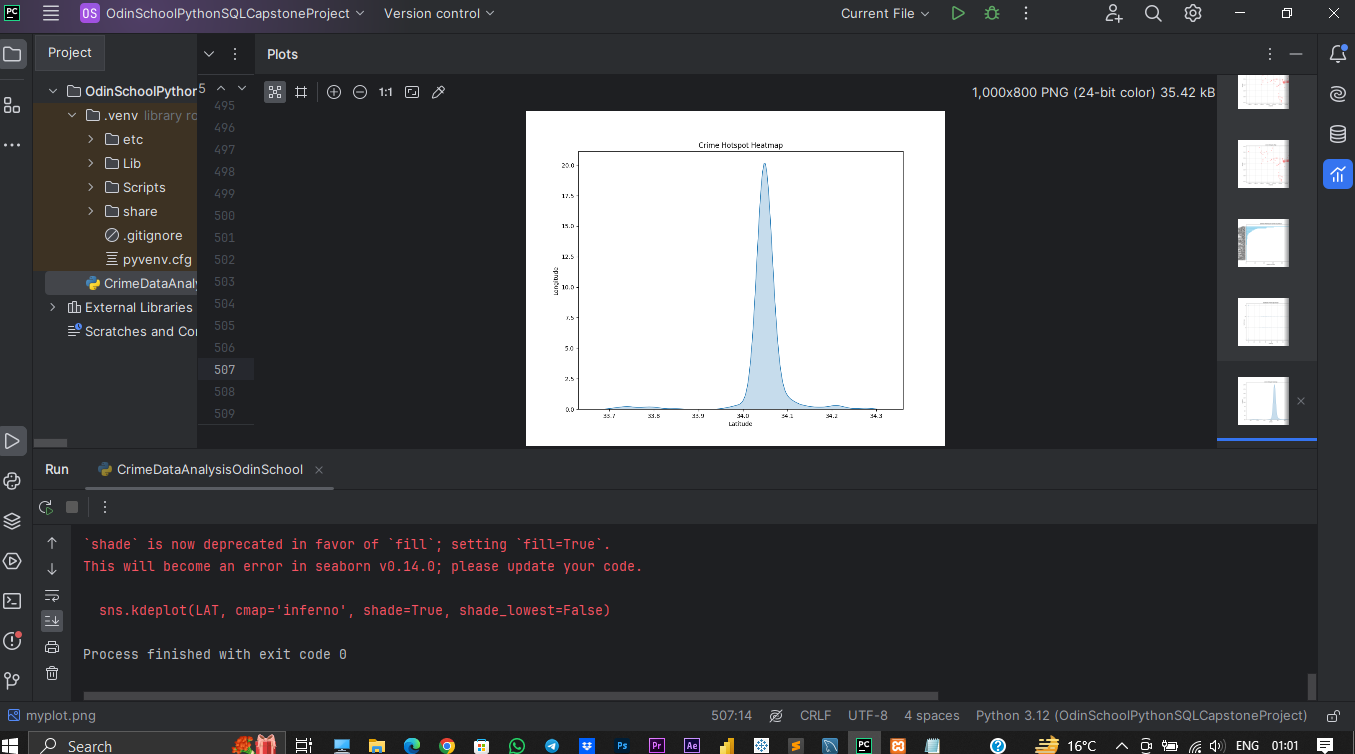 PC
OS OdinSchoolPythonSQLCapstoneProject
Version control
Current File
Project
Plots
OdinSchoolPythor
.venv library ro
etc
Lib
Scripts
share
.gitignore
pyvenv.cfg
CrimeDataAnaly
External Libraries
Scratches and Co
5
495
496
497
498
499
500
501
502
503
504
505
506
507
508
509
1:1
1,000x800 PNG (24-bit color) 35.42 kB
Crime Hotspot Heatmap
20.0
17.5
15.0
12.5
10.0
7.5
5.0
2.5
0.0
Longitude
33.7 33.8 33.9 34.0 34.1 34.2 34.3
Latitude
Run
CrimeDataAnalysisOdinSchool
`shade` is now deprecated in favor of `fill`; setting `fill=True`.
This will become an error in seaborn v0.14.0; please update your code.
sns.kdeplot(LAT, cmap='inferno', shade=True, shade_lowest=False)
Process finished with exit code 0
myplot.png
507:14
CRLF
UTF-8
4 spaces
Python 3.12 (OdinSchoolPythonSQLCapstoneProject)
Search
Ps
Pr
Ae
PC
16°C
ENG
01:01